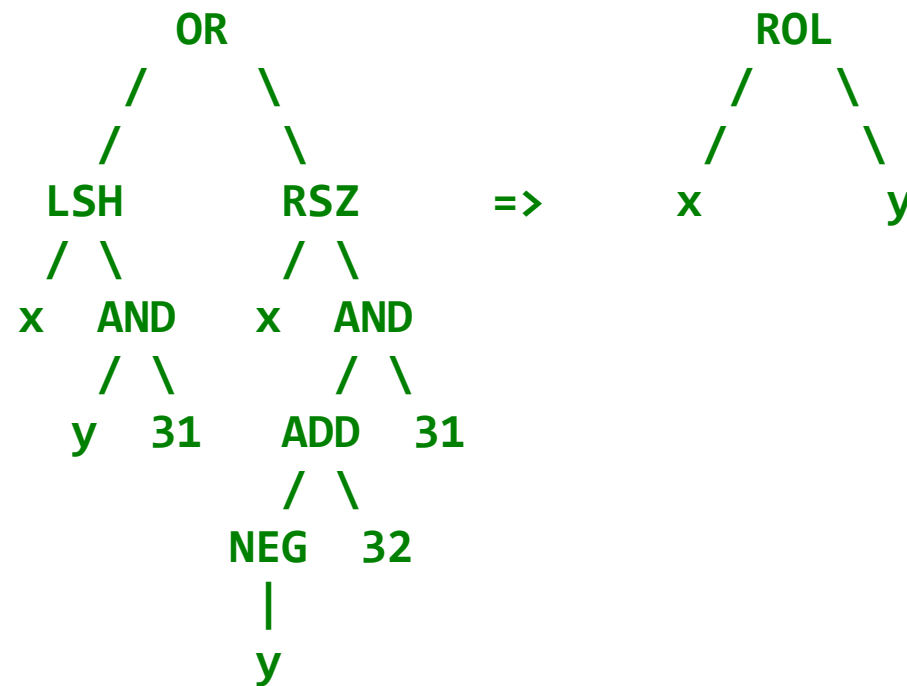 OR                    ROL
          /    \                 /   \
         /      \               /     \
       LSH      RSZ     =>     x       y
       / \      / \
      x  AND   x  AND
         / \      / \
        y  31   ADD  31
                / \
              NEG  32
               |
               y